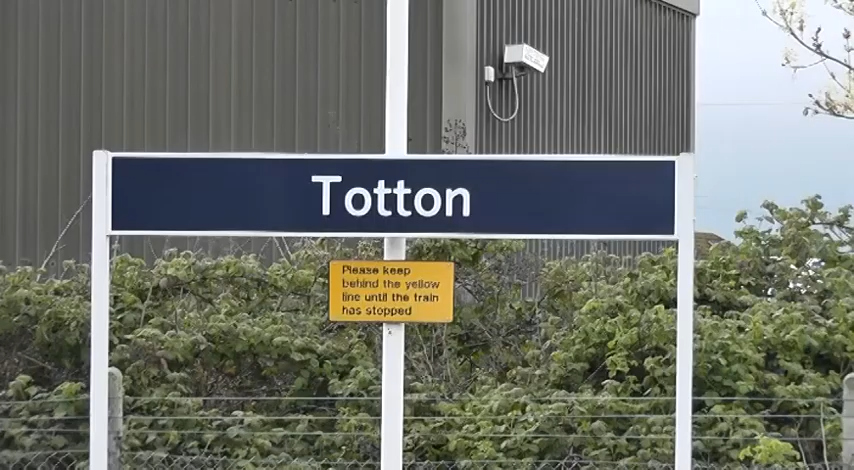 Totton
Please keep
behind the yellow
line until the train
has stopped